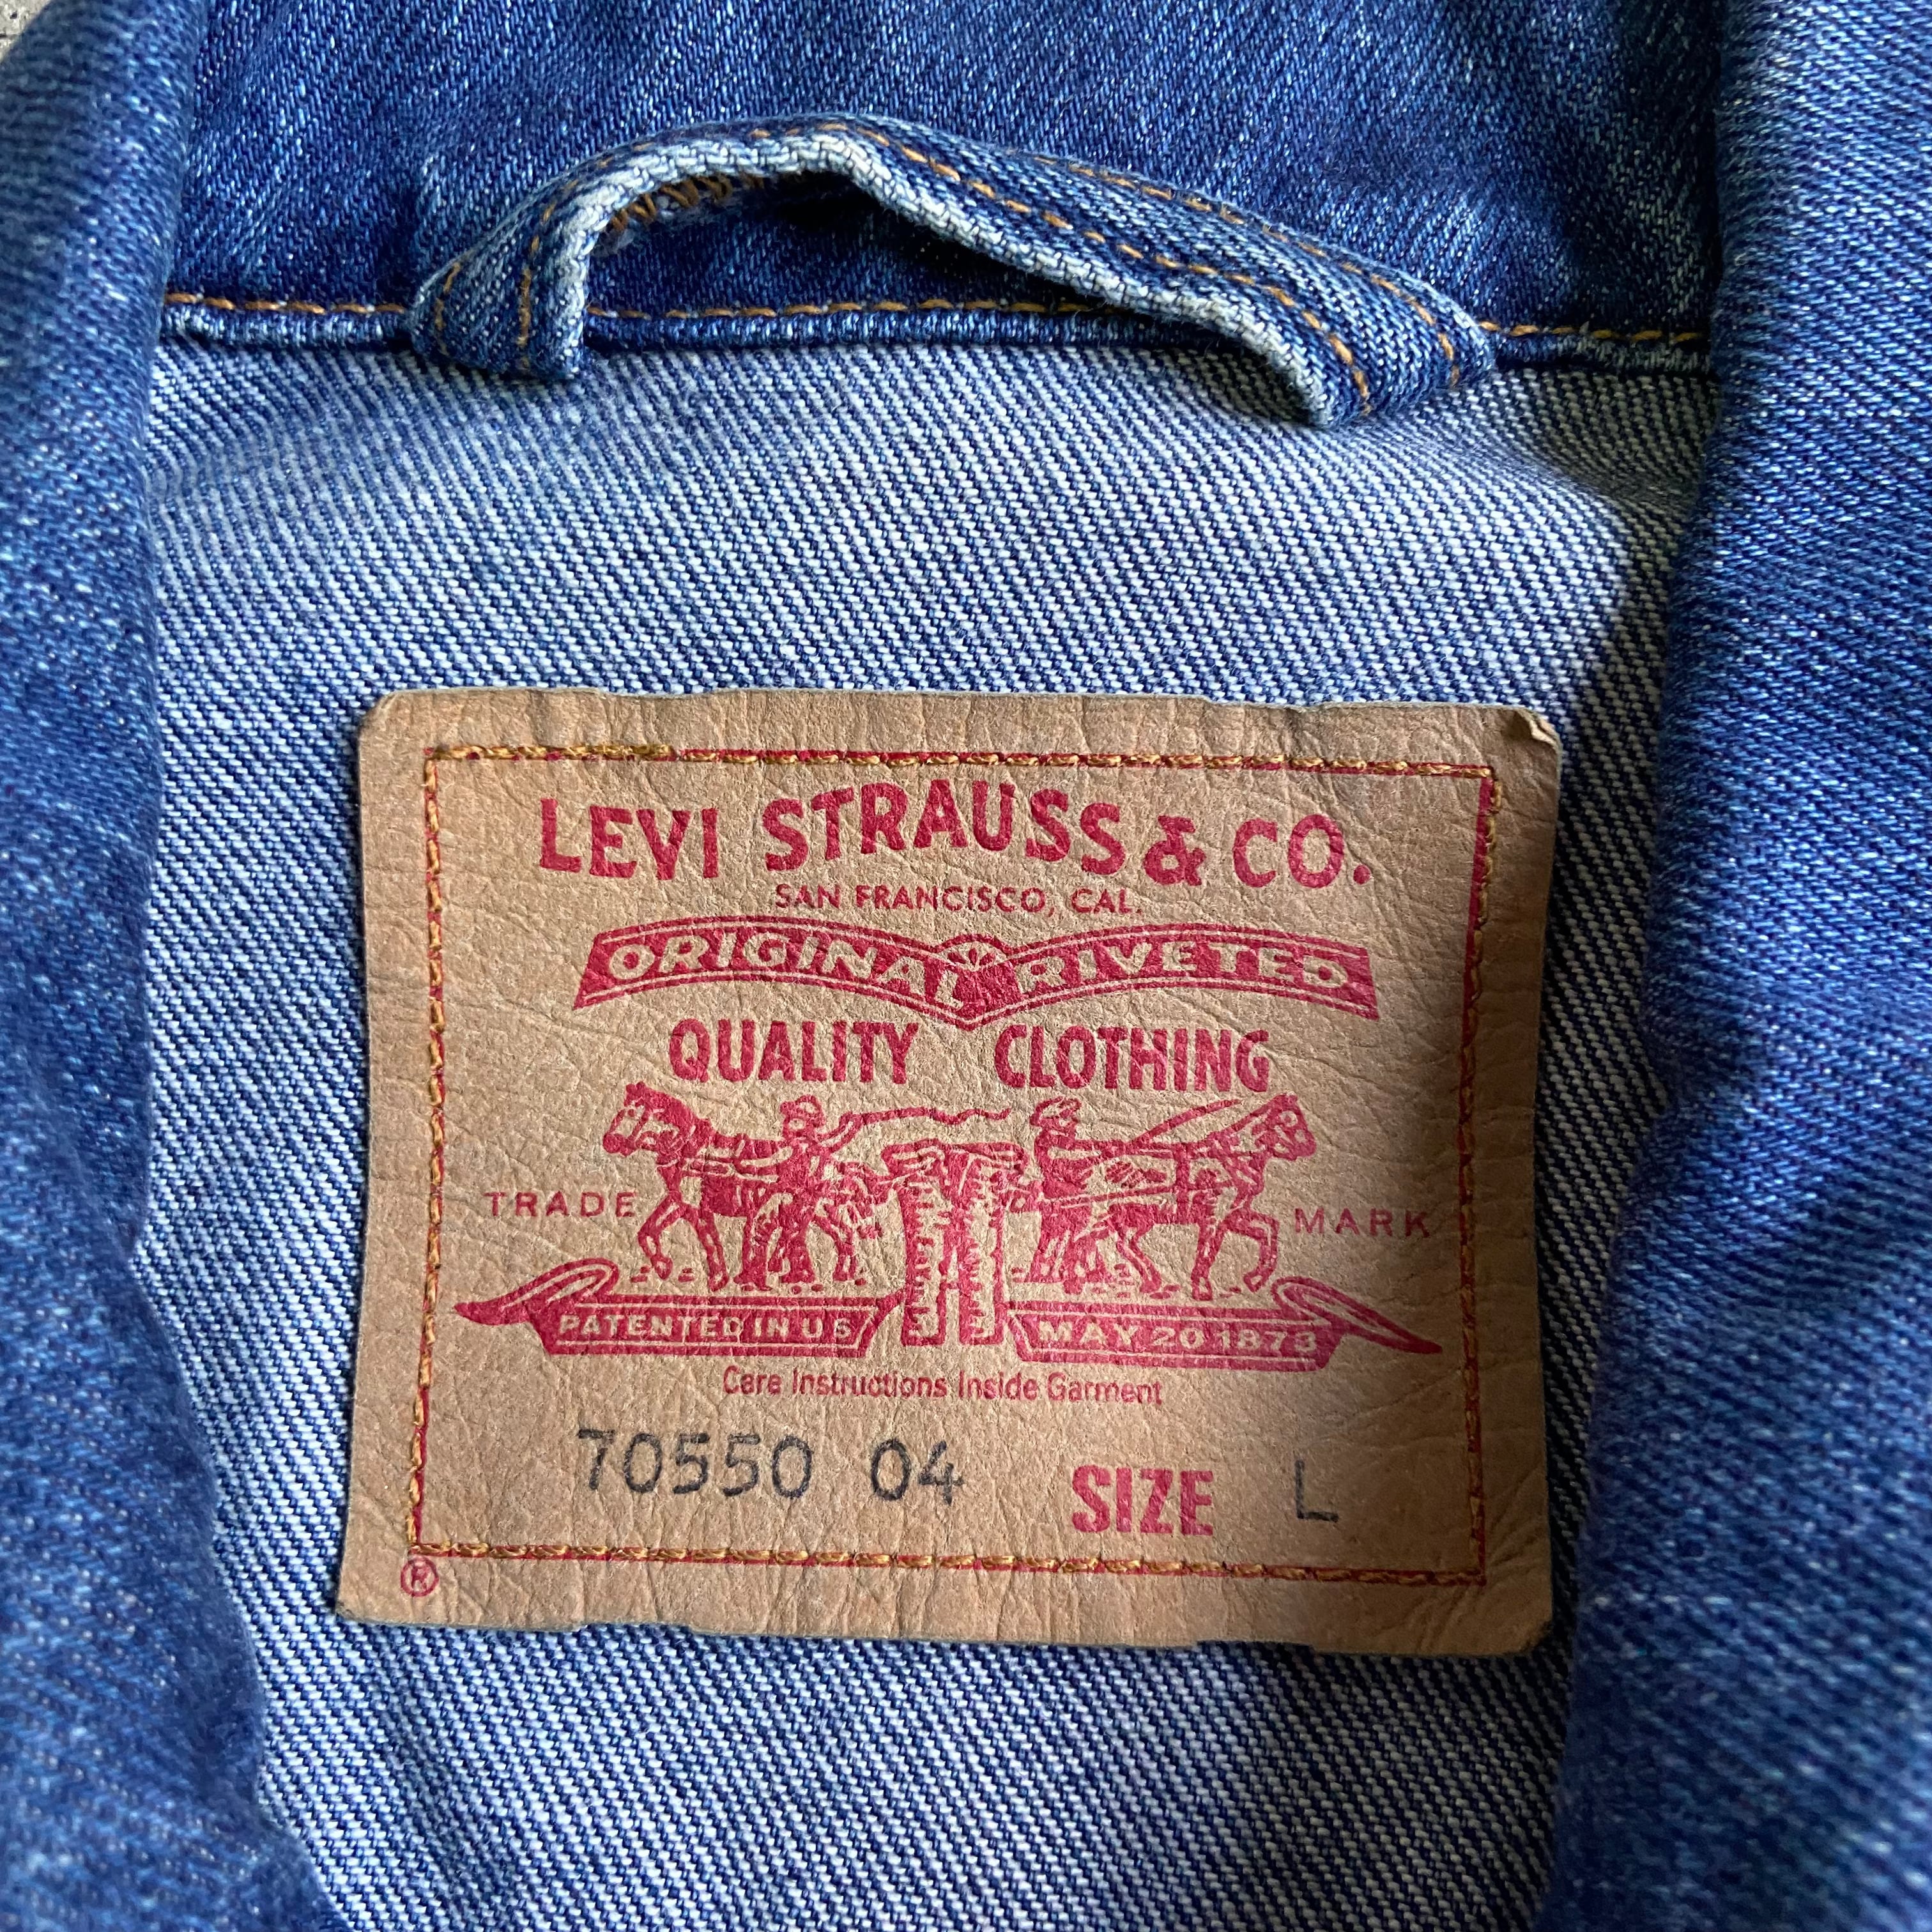 LEVI STRAUSS & CO.
SAN FRANCISCO, CAL.
ORIGINAL RIVETED
QUALITY CLOTHING
TRADE MARK
PATENTED IN U S MAY 20 1873
Care Instructions Inside Garment
70550 04 SIZE L
®